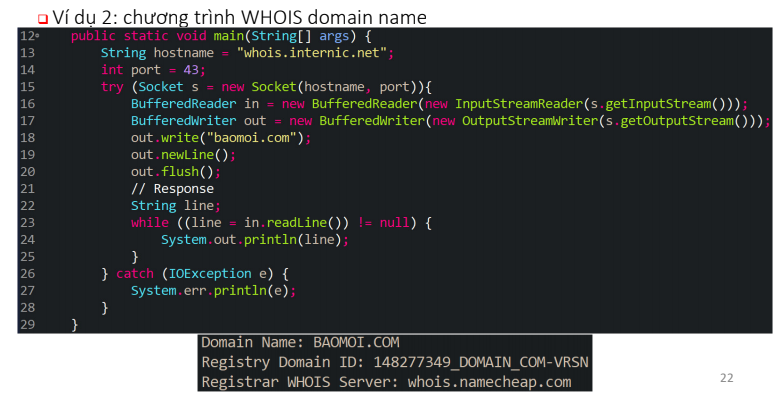 Ví dụ 2: chương trình WHOIS domain name
12 public static void main(String[] args) {
13 String hostname = "whois.internic.net";
14 int port = 43;
15 try (Socket s = new Socket(hostname, port)){
16 BufferedReader in = new BufferedReader(new InputStreamReader(s.getInputStream()));
17 BufferedWriter out = new BufferedWriter(new OutputStreamWriter(s.getOutputStream()));
18 out.write("baomoi.com");
19 out.newLine();
20 out.flush();
21 // Response
22 String line;
23 while ((line = in.readLine()) != null) {
24 System.out.println(line);
25 }
26 } catch (IOException e) {
27 System.err.println(e);
28 }
29 }
Domain Name: BAOMOI.COM
Registry Domain ID: 148277349_DOMAIN_COM-VRSN
Registrar WHOIS Server: whois.namecheap.com
22